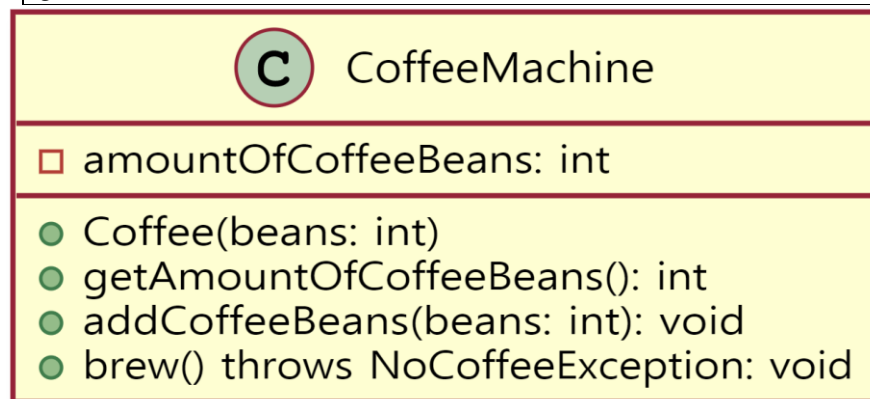 C CoffeeMachine
amountOfCoffeeBeans: int
Coffee(beans: int)
getAmountOfCoffeeBeans(): int
addCoffeeBeans(beans: int): void
brew() throws NoCoffeeException: void